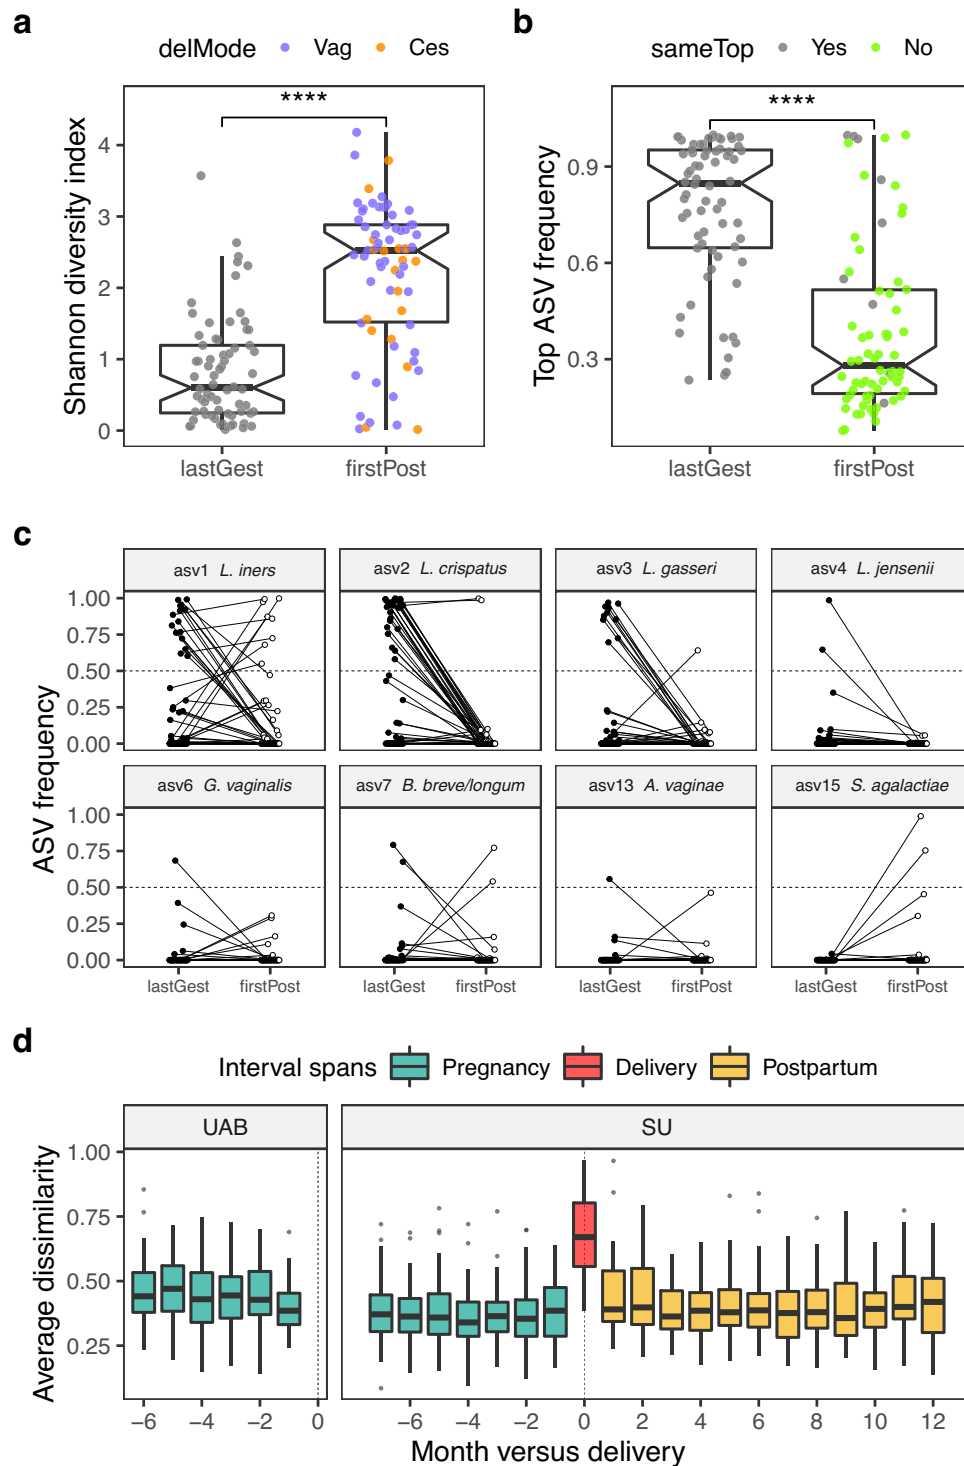 a
delMode Vag Ces
****
Shannon diversity index
4
3
2
1
0
lastGest firstPost
b
sameTop Yes No
****
Top ASV frequency
0.9
0.6
0.3
lastGest firstPost
c
asv1 L. iners
asv2 L. crispatus
asv3 L. gasseri
asv4 L. jensenii
ASV frequency
1.00
0.75
0.50
0.25
0.00
asv6 G. vaginalis
asv7 B. breve/longum
asv13 A. vaginae
asv15 S. agalactiae
1.00
0.75
0.50
0.25
0.00
lastGest firstPost lastGest firstPost lastGest firstPost lastGest firstPost
d
Interval spans Pregnancy Delivery Postpartum
UAB SU
Average dissimilarity
1.00
0.75
0.50
0.25
−6 −4 −2 0 −6 −4 −2 0 2 4 6 8 10 12
Month versus delivery